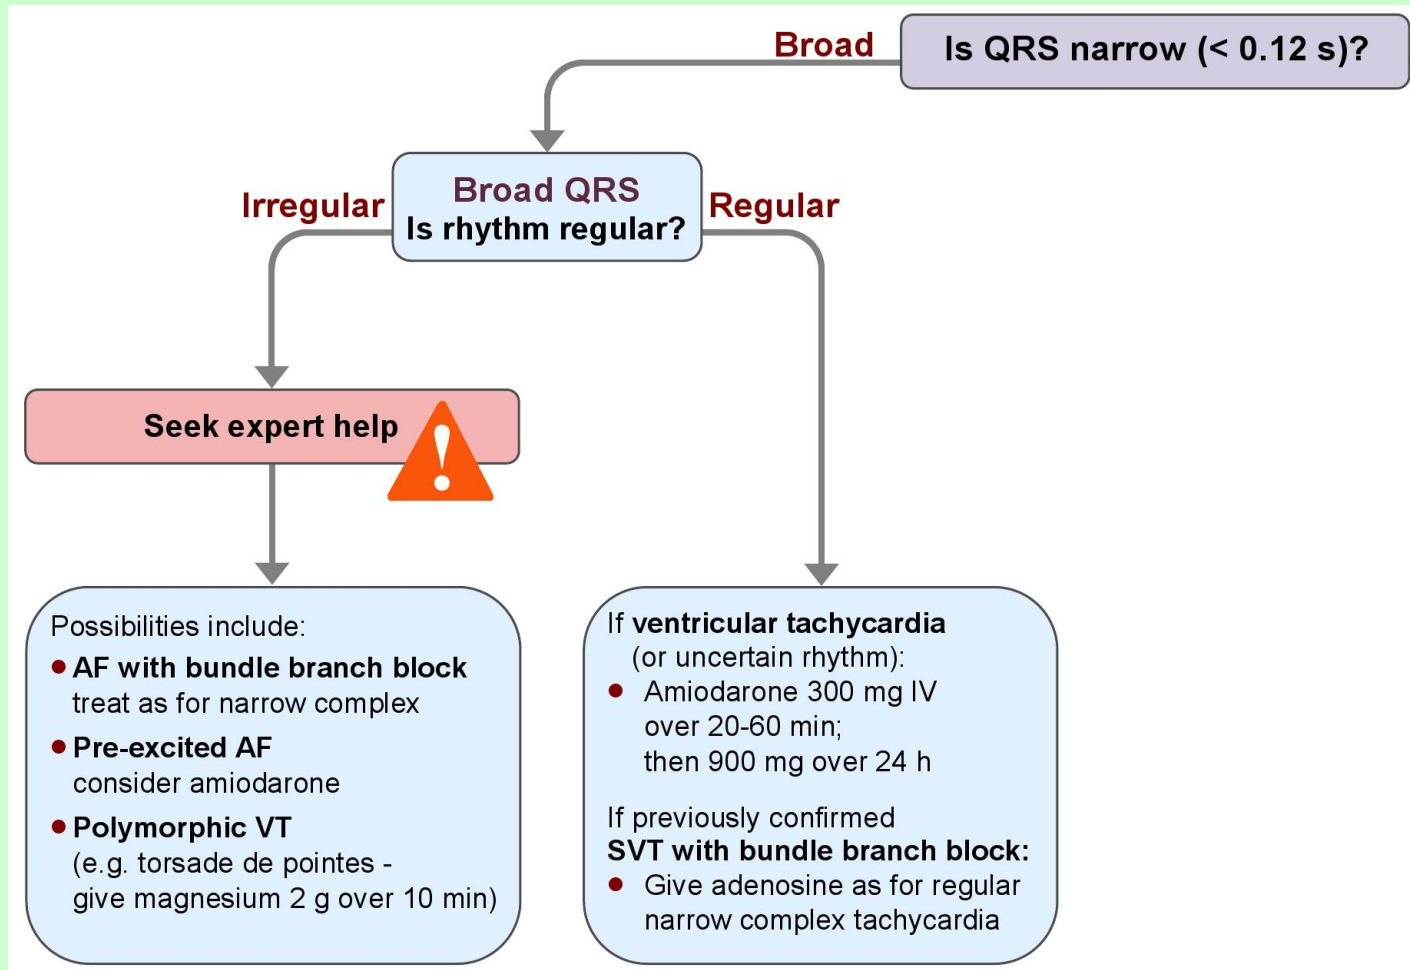 Is QRS narrow (< 0.12 s)?
Broad
Broad QRS
Is rhythm regular?
Irregular
Regular
Seek expert help
!
Possibilities include:
• AF with bundle branch block
treat as for narrow complex
• Pre-excited AF
consider amiodarone
• Polymorphic VT
(e.g. torsade de pointes -
give magnesium 2 g over 10 min)
If ventricular tachycardia
(or uncertain rhythm):
• Amiodarone 300 mg IV
over 20-60 min;
then 900 mg over 24 h
If previously confirmed
SVT with bundle branch block:
• Give adenosine as for regular
narrow complex tachycardia